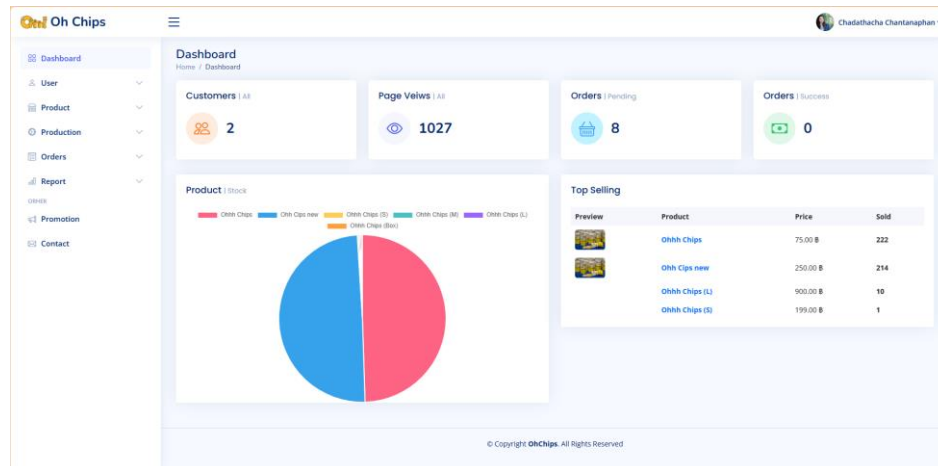 Oh Chips
Chadathacha Chantanaphan
Dashboard
User
Product
Production
Orders
Report
OTHER
Promotion
Contact
Dashboard
Home / Dashboard
Customers | All
2
Page Veiws | All
1027
Orders | Pending
8
Orders | Success
0
Product | Stock
Ohhh Chips Ohh Cips new Ohhh Chips (S) Ohhh Chips (M) Ohhh Chips (L)
Ohhh Chips (Box)
Top Selling
Preview Product Price Sold
Ohhh Chips 75.00 ฿ 222
Ohh Cips new 250.00 ฿ 214
Ohhh Chips (L) 900.00 ฿ 10
Ohhh Chips (S) 199.00 ฿ 1
© Copyright OhChips. All Rights Reserved